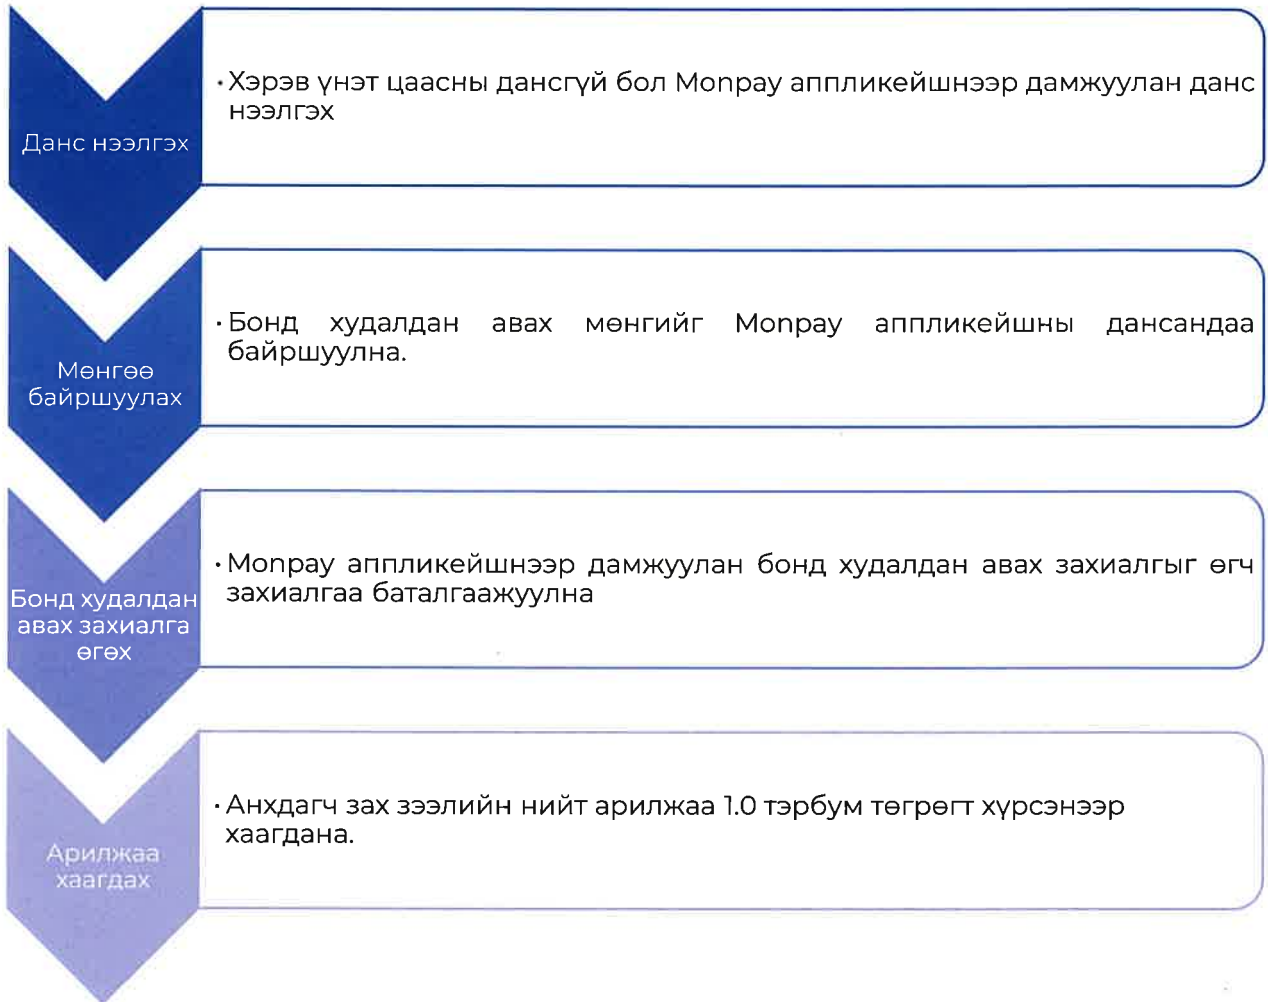 Данс нээлгэх
· Хэрэв үнэт цаасны дансгүй бол Monpay аппликейшнээр дамжуулан данс
нээлгэх
Мөнгөө
байршуулах
· Бонд худалдан авах мөнгийг Monpay аппликейшны дансандаа
байршуулна.
Бонд худалдан
авах захиалга
өгөх
· Monpay аппликейшнээр дамжуулан бонд худалдан авах захиалгыг өгч
захиалгаа баталгаажуулна
Арилжаа
хаагдах
· Анхдагч зах зээлийн нийт арилжаа 1.0 тэрбум төгрөгт хүрсэнээр
хаагдана.